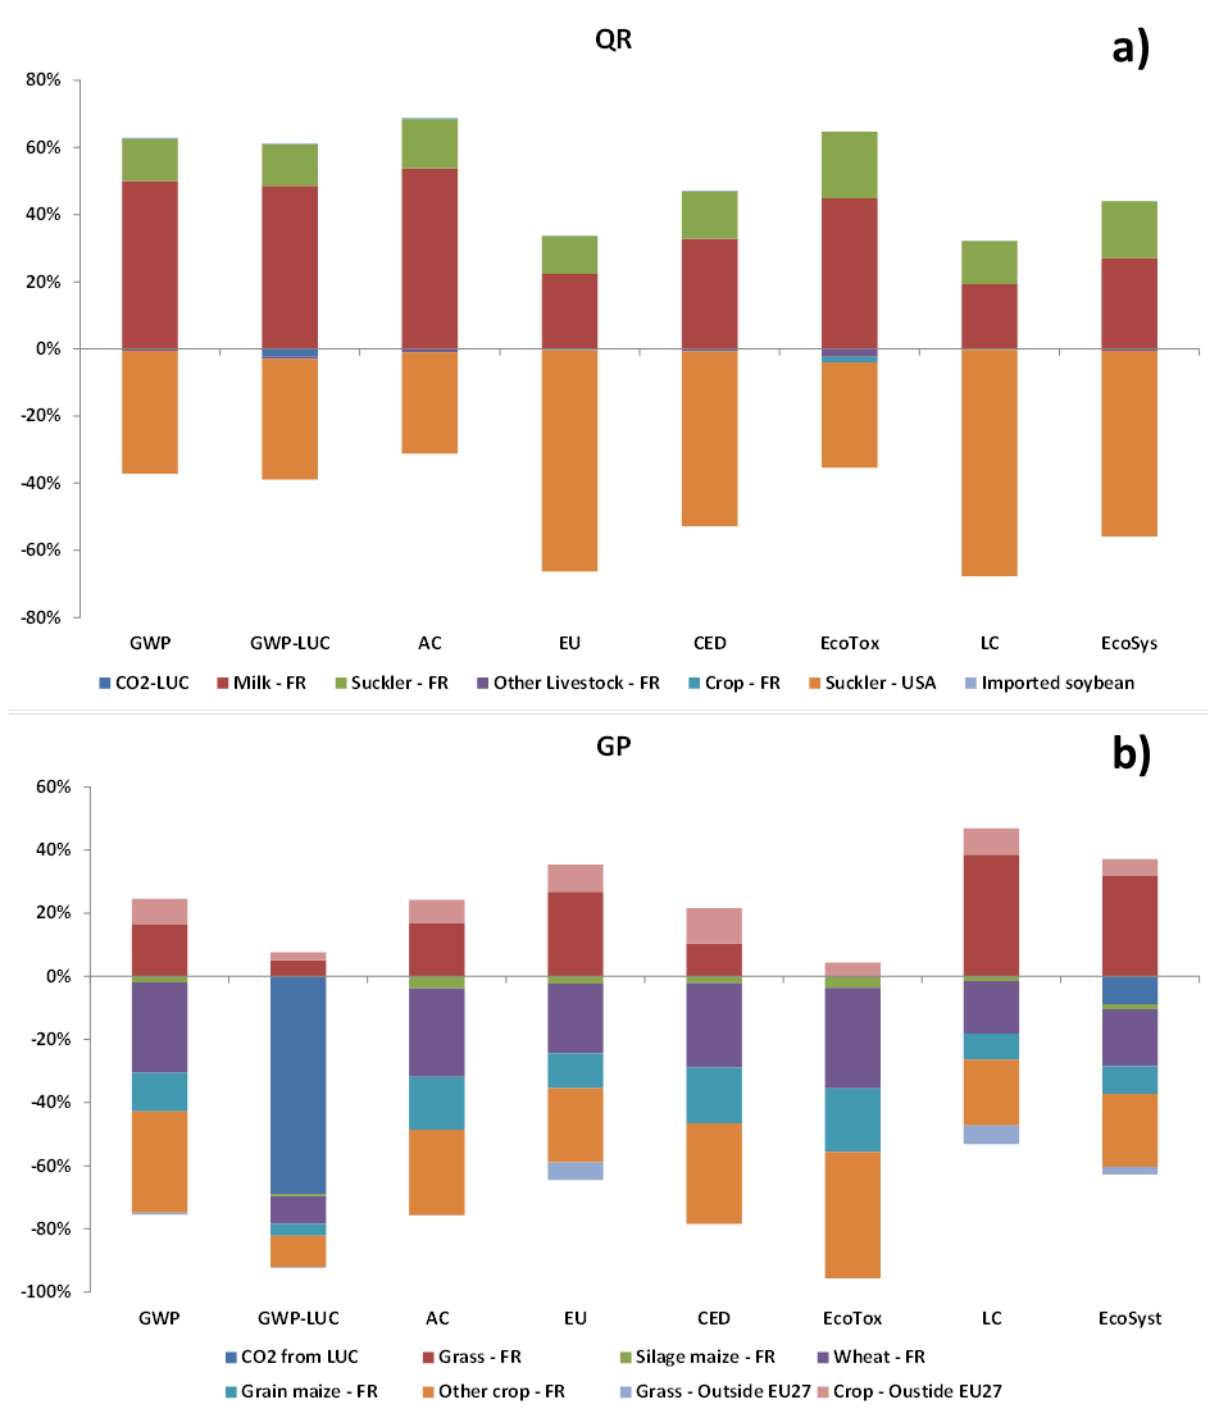 QR
a)
80%
60%
40%
20%
0%
-20%
-40%
-60%
-80%
GWP GWP-LUC AC EU CED EcoTox LC EcoSys
CO2-LUC Milk - FR Suckler - FR Other Livestock - FR Crop - FR Suckler - USA Imported soybean
GP
b)
60%
40%
20%
0%
-20%
-40%
-60%
-80%
-100%
GWP GWP-LUC AC EU CED EcoTox LC EcoSyst
CO2 from LUC Grass - FR Silage maize - FR Wheat - FR
Grain maize - FR Other crop - FR Grass - Outside EU27 Crop - Oustide EU27